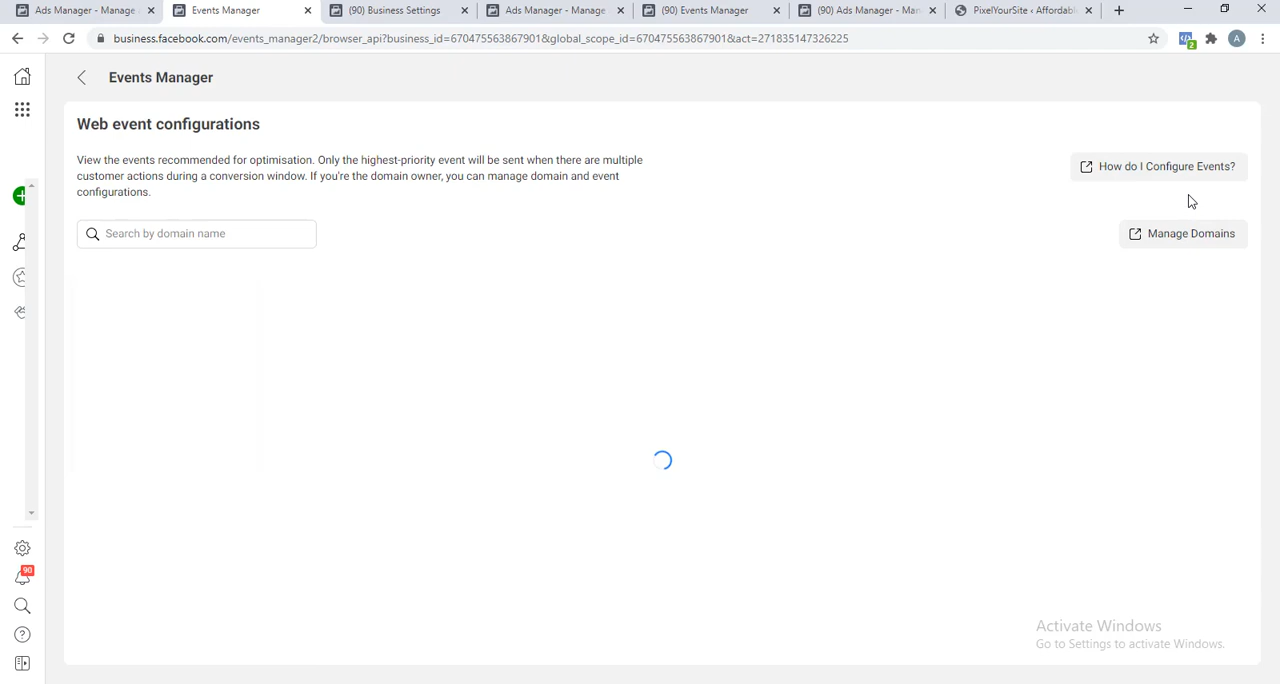 Ads Manager - Manage
Events Manager
(90) Business Settings
Ads Manager - Manage
(90) Events Manager
(90) Ads Manager - Man
PixelYourSite ‹ Affordabl
business.facebook.com/events_manager2/browser_api?business_id=670475563867901&global_scope_id=670475563867901&act=271835147326225
2
A
Events Manager
Web event configurations
View the events recommended for optimisation. Only the highest-priority event will be sent when there are multiple
customer actions during a conversion window. If you're the domain owner, you can manage domain and event
configurations.
How do I Configure Events?
Search by domain name
Manage Domains
90
Activate Windows
Go to Settings to activate Windows.